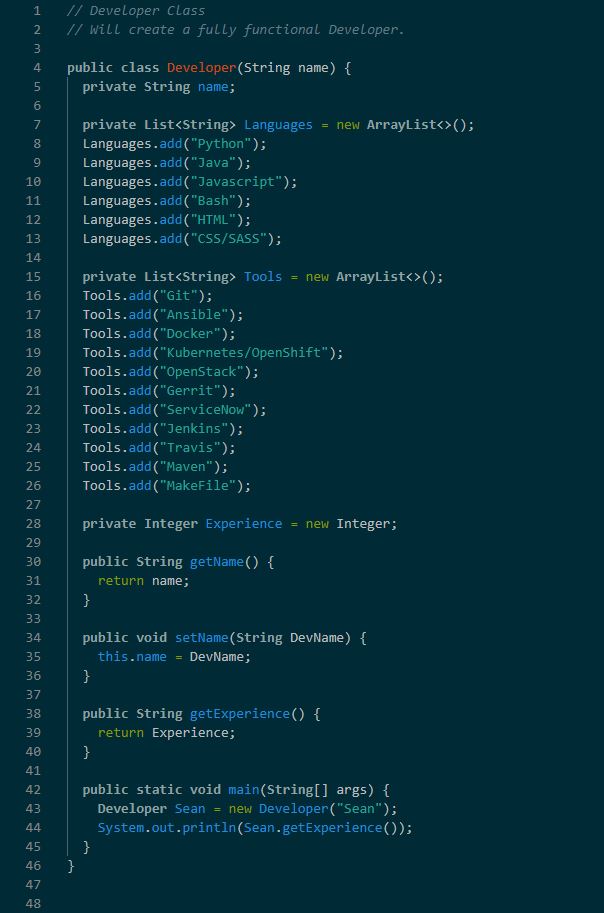 1 // Developer Class
2 // Will create a fully functional Developer.
3
4 public class Developer(String name) {
5 private String name;
6
7 private List<String> Languages = new ArrayList<>();
8 Languages.add("Python");
9 Languages.add("Java");
10 Languages.add("Javascript");
11 Languages.add("Bash");
12 Languages.add("HTML");
13 Languages.add("CSS/SASS");
14
15 private List<String> Tools = new ArrayList<>();
16 Tools.add("Git");
17 Tools.add("Ansible");
18 Tools.add("Docker");
19 Tools.add("Kubernetes/OpenShift");
20 Tools.add("OpenStack");
21 Tools.add("Gerrit");
22 Tools.add("ServiceNow");
23 Tools.add("Jenkins");
24 Tools.add("Travis");
25 Tools.add("Maven");
26 Tools.add("MakeFile");
27
28 private Integer Experience = new Integer;
29
30 public String getName() {
31 return name;
32 }
33
34 public void setName(String DevName) {
35 this.name = DevName;
36 }
37
38 public String getExperience() {
39 return Experience;
40 }
41
42 public static void main(String[] args) {
43 Developer Sean = new Developer("Sean");
44 System.out.println(Sean.getExperience());
45 }
46 }
47
48